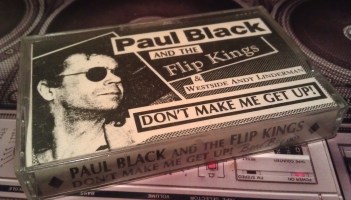 Paul Black
AND THE
Flip Kings
& WESTSIDE ANDY LINDERMAN
DON'T MAKE ME GET UP!
PAUL BLACK AND THE FLIP KINGS
DON'T MAKE ME GET UP!